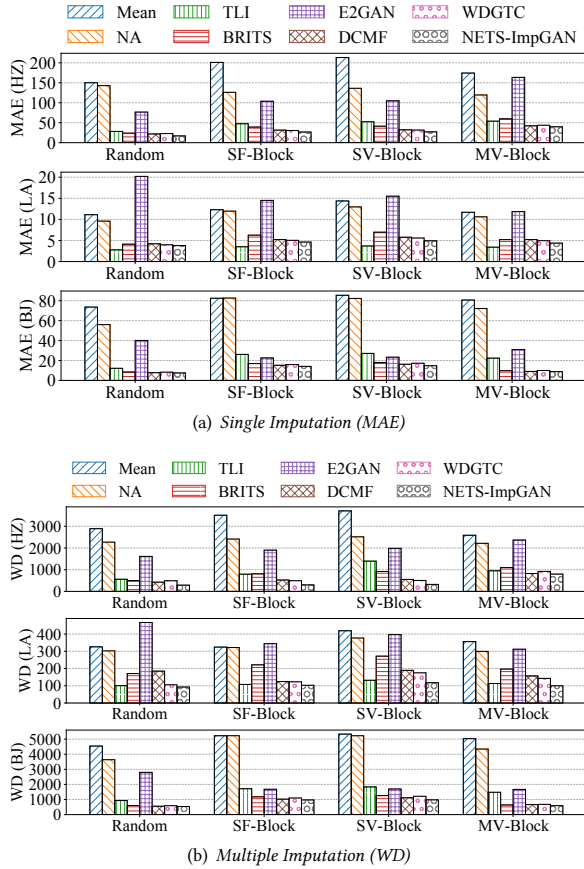 Mean TLI E2GAN WDGTC
NA BRITS DCMF NETS-ImpGAN
MAE (HZ)
200
150
100
50
0
Random SF-Block SV-Block MV-Block
MAE (LA)
20
15
10
5
0
Random SF-Block SV-Block MV-Block
MAE (BJ)
80
60
40
20
0
Random SF-Block SV-Block MV-Block
(a) Single Imputation (MAE)
Mean TLI E2GAN WDGTC
NA BRITS DCMF NETS-ImpGAN
WD (HZ)
3000
2000
1000
0
Random SF-Block SV-Block MV-Block
WD (LA)
400
300
200
100
0
Random SF-Block SV-Block MV-Block
WD (BJ)
5000
4000
3000
2000
1000
0
Random SF-Block SV-Block MV-Block
(b) Multiple Imputation (WD)